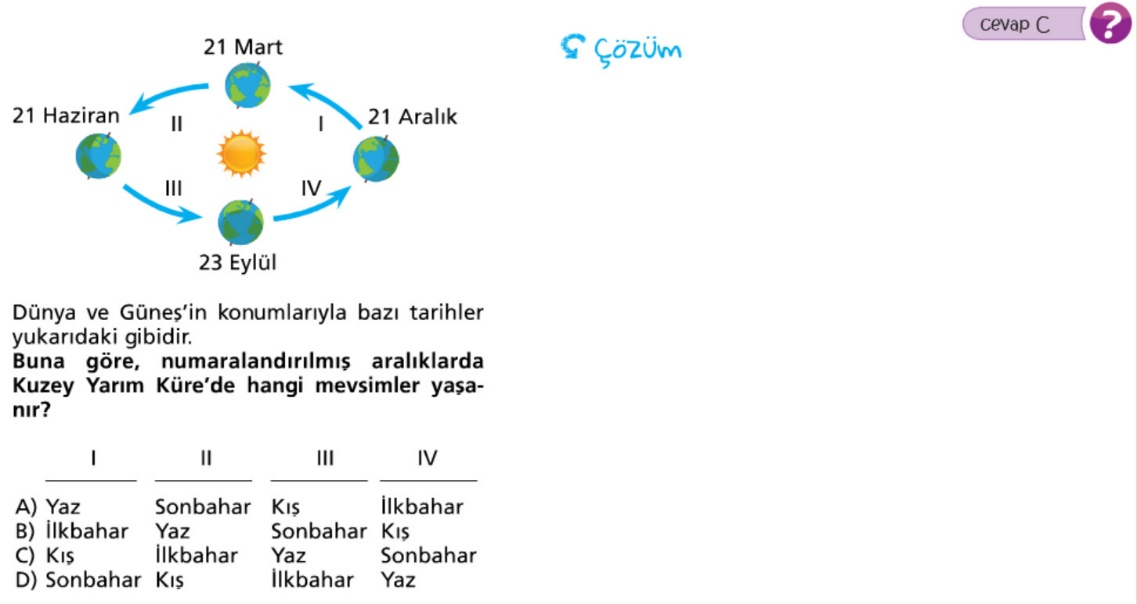 21 Mart
21 Haziran
II
I
21 Aralık
III
IV
23 Eylül
Dünya ve Güneş'in konumlarıyla bazı tarihler
yukarıdaki gibidir.
Buna göre, numaralandırılmış aralıklarda
Kuzey Yarım Küre'de hangi mevsimler yaşa-
nır?
I II III IV
A) Yaz Sonbahar Kış İlkbahar
B) İlkbahar Yaz Sonbahar Kış
C) Kış İlkbahar Yaz Sonbahar
D) Sonbahar Kış İlkbahar Yaz
Çözüm
cevap C ?